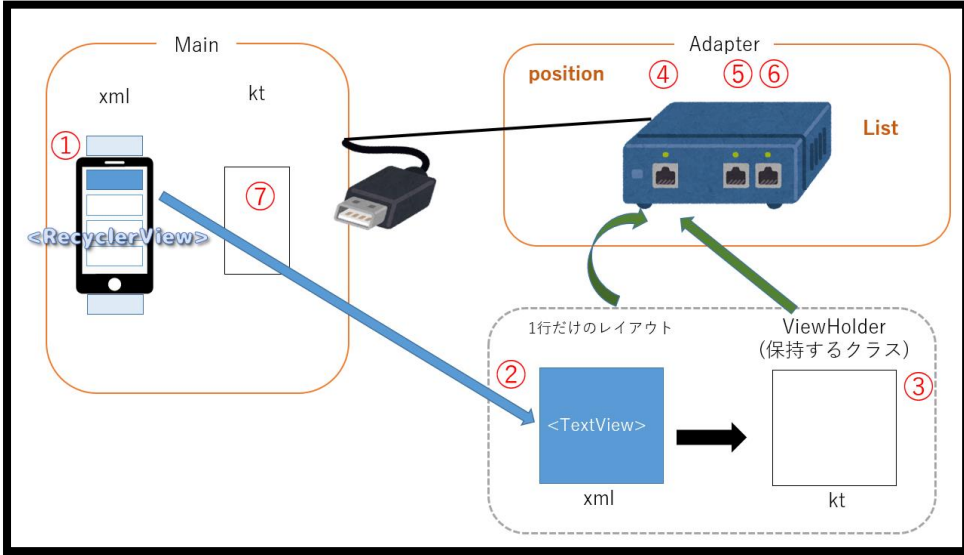 Main
Adapter
xml
kt
position
④
⑤
⑥
List
①
⑦
<RecyclerView>
1行だけのレイアウト
ViewHolder
(保持するクラス)
②
③
<TextView>
xml
kt